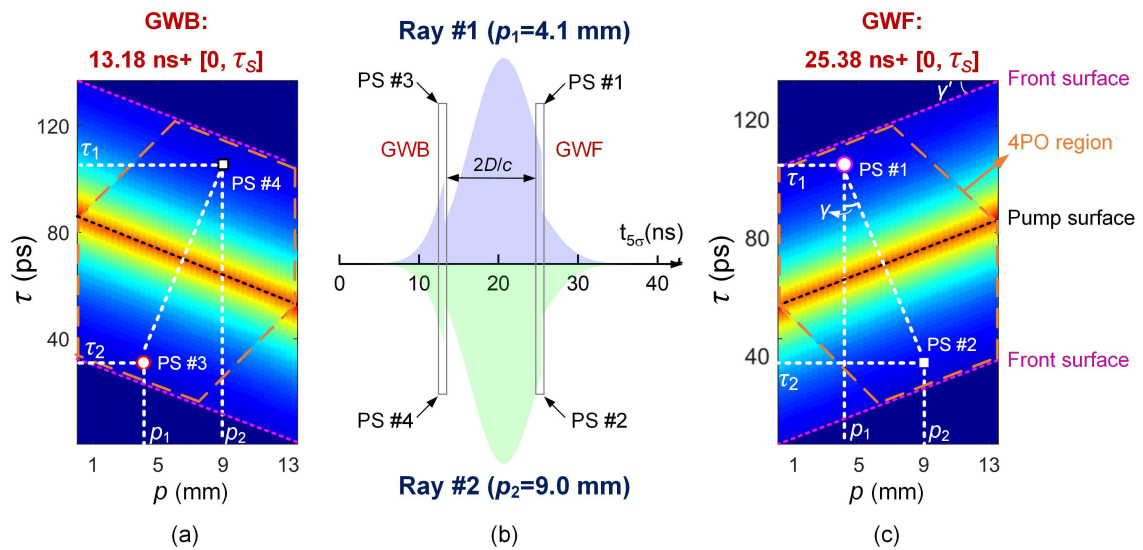 GWB:
13.18 ns+ [0, τS]
τ (ps)
120
80
40
τ1
τ2
PS #4
PS #3
p1
p2
1
5
9
13
p (mm)
(a)
Ray #1 (p1=4.1 mm)
PS #3
PS #1
GWB
GWF
2D/c
t5σ(ns)
0
10
20
30
40
PS #4
PS #2
Ray #2 (p2=9.0 mm)
(b)
GWF:
25.38 ns+ [0, τS]
τ (ps)
120
80
40
τ1
τ2
PS #1
γ
PS #2
p1
p2
γ'
Front surface
4PO region
Pump surface
Front surface
1
5
9
13
p (mm)
(c)